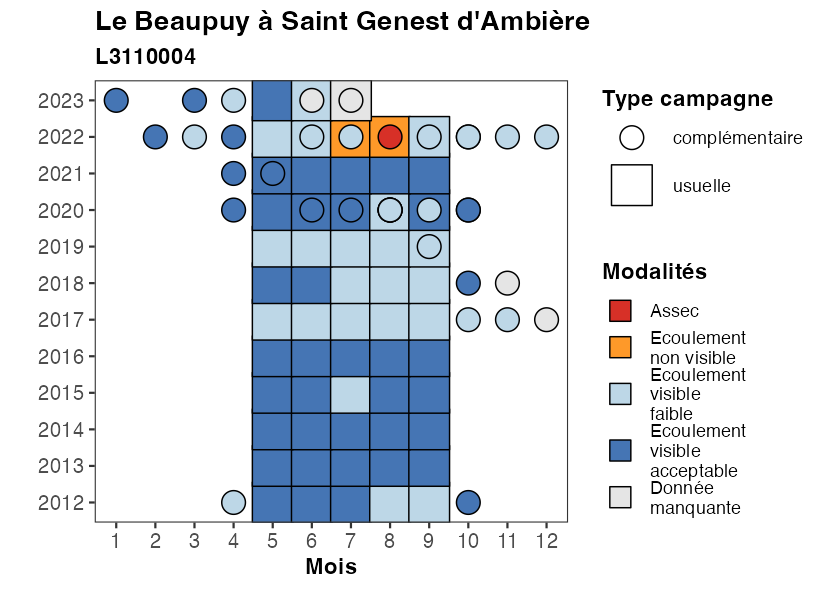 Le Beaupuy à Saint Genest d'Ambière
L3110004
2023
2022
2021
2020
2019
2018
2017
2016
2015
2014
2013
2012
1 2 3 4 5 6 7 8 9 10 11 12
Mois
Type campagne
complémentaire
usuelle
Modalités
Assec
Ecoulement
non visible
Ecoulement
visible
faible
Ecoulement
visible
acceptable
Donnée
manquante